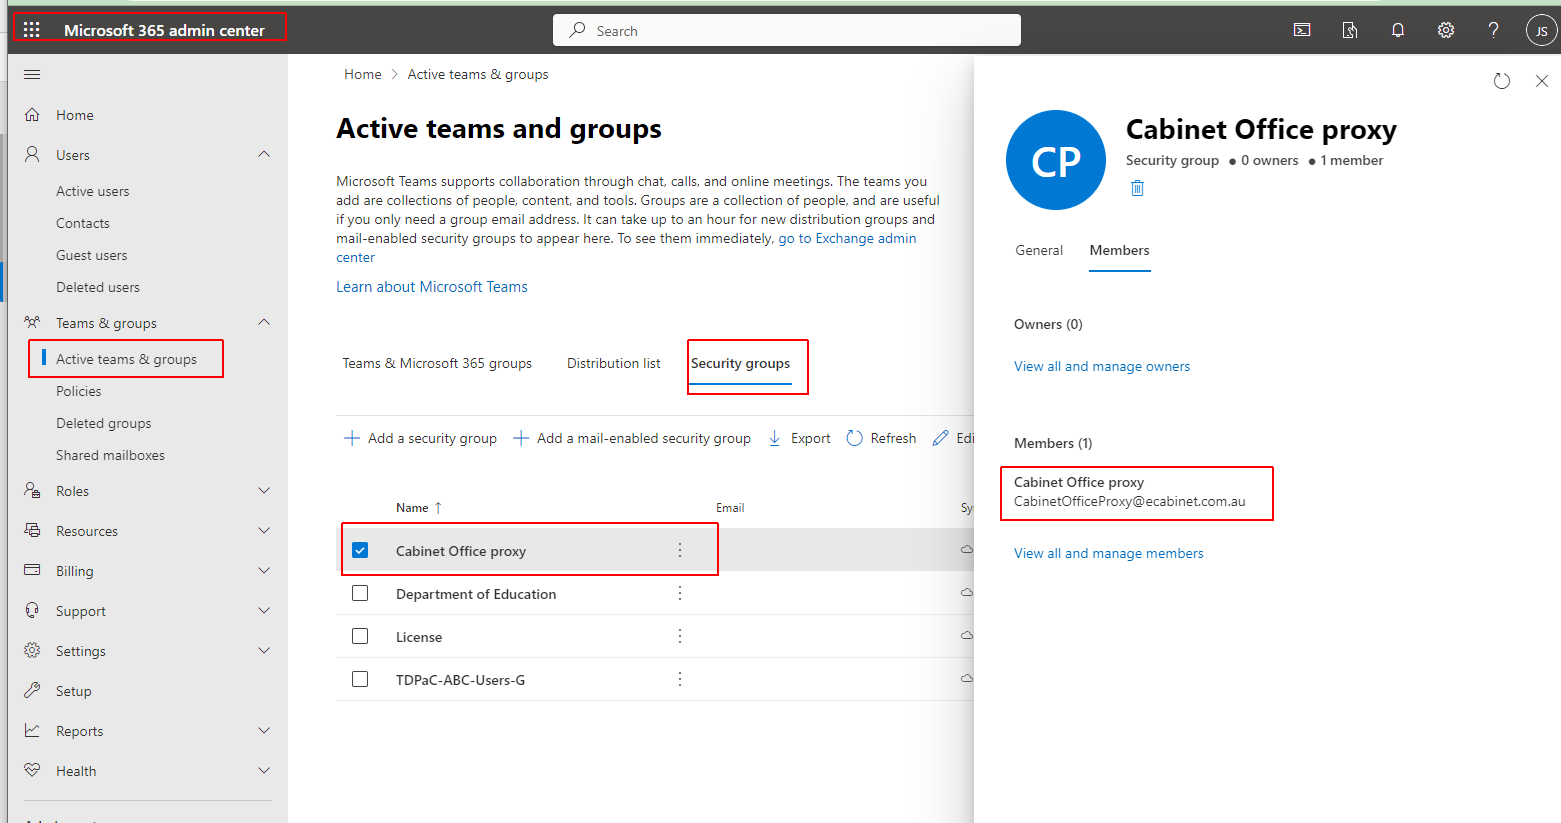 Microsoft 365 admin center
Search
JS
Home
Users
Active users
Contacts
Guest users
Deleted users
Teams & groups
Active teams & groups
Policies
Deleted groups
Shared mailboxes
Roles
Resources
Billing
Support
Settings
Setup
Reports
Health
Home > Active teams & groups
Active teams and groups
Microsoft Teams supports collaboration through chat, calls, and online meetings. The teams you
add are collections of people, content, and tools. Groups are a collection of people, and are useful
if you only need a group email address. It can take up to an hour for new distribution groups and
mail-enabled security groups to appear here. To see them immediately, go to Exchange admin
center
Learn about Microsoft Teams
Teams & Microsoft 365 groups Distribution list Security groups
Add a security group Add a mail-enabled security group Export Refresh Edi
Name ↑ Email Sy
Cabinet Office proxy
Department of Education
License
TDPaC-ABC-Users-G
CP
Cabinet Office proxy
Security group ● 0 owners ● 1 member
General Members
Owners (0)
View all and manage owners
Members (1)
Cabinet Office proxy
CabinetOfficeProxy@ecabinet.com.au
View all and manage members